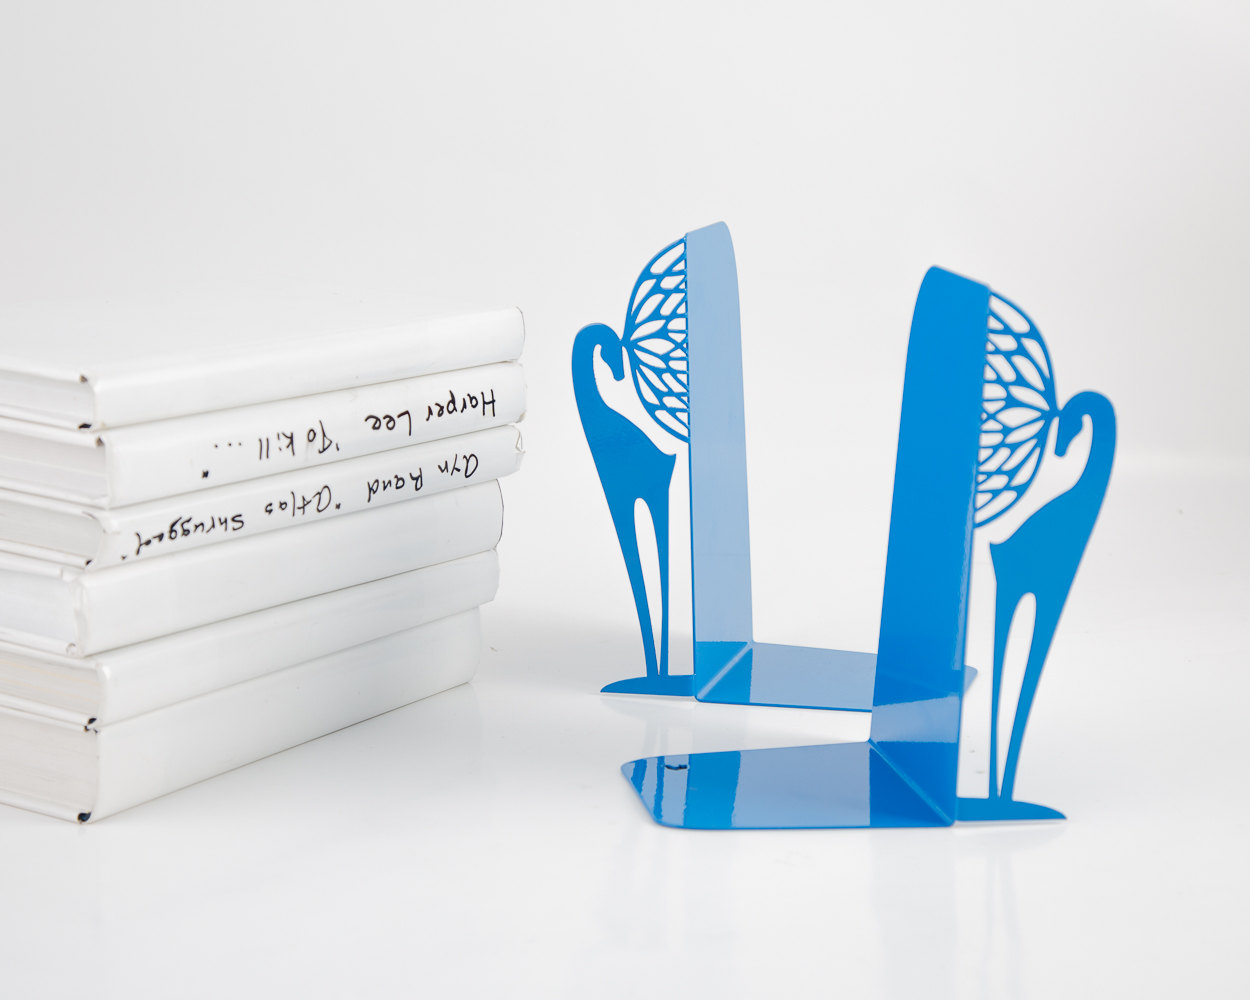 Harper Lee "To kill ..."
Ayn Rand "Atlas Shrugged"